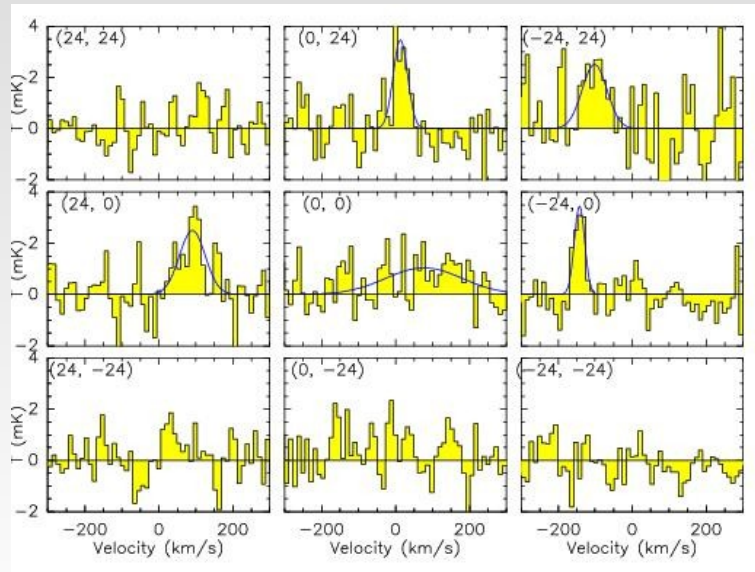 (24, 24) (0, 24) (−24, 24)
4
2
0
−2
T (mK)
(24, 0) (0, 0) (−24, 0)
4
2
0
−2
T (mK)
(24, −24) (0, −24) (−24, −24)
4
2
0
−2
T (mK)
−200 0 200 −200 0 200 −200 0 200
Velocity (km/s) Velocity (km/s) Velocity (km/s)